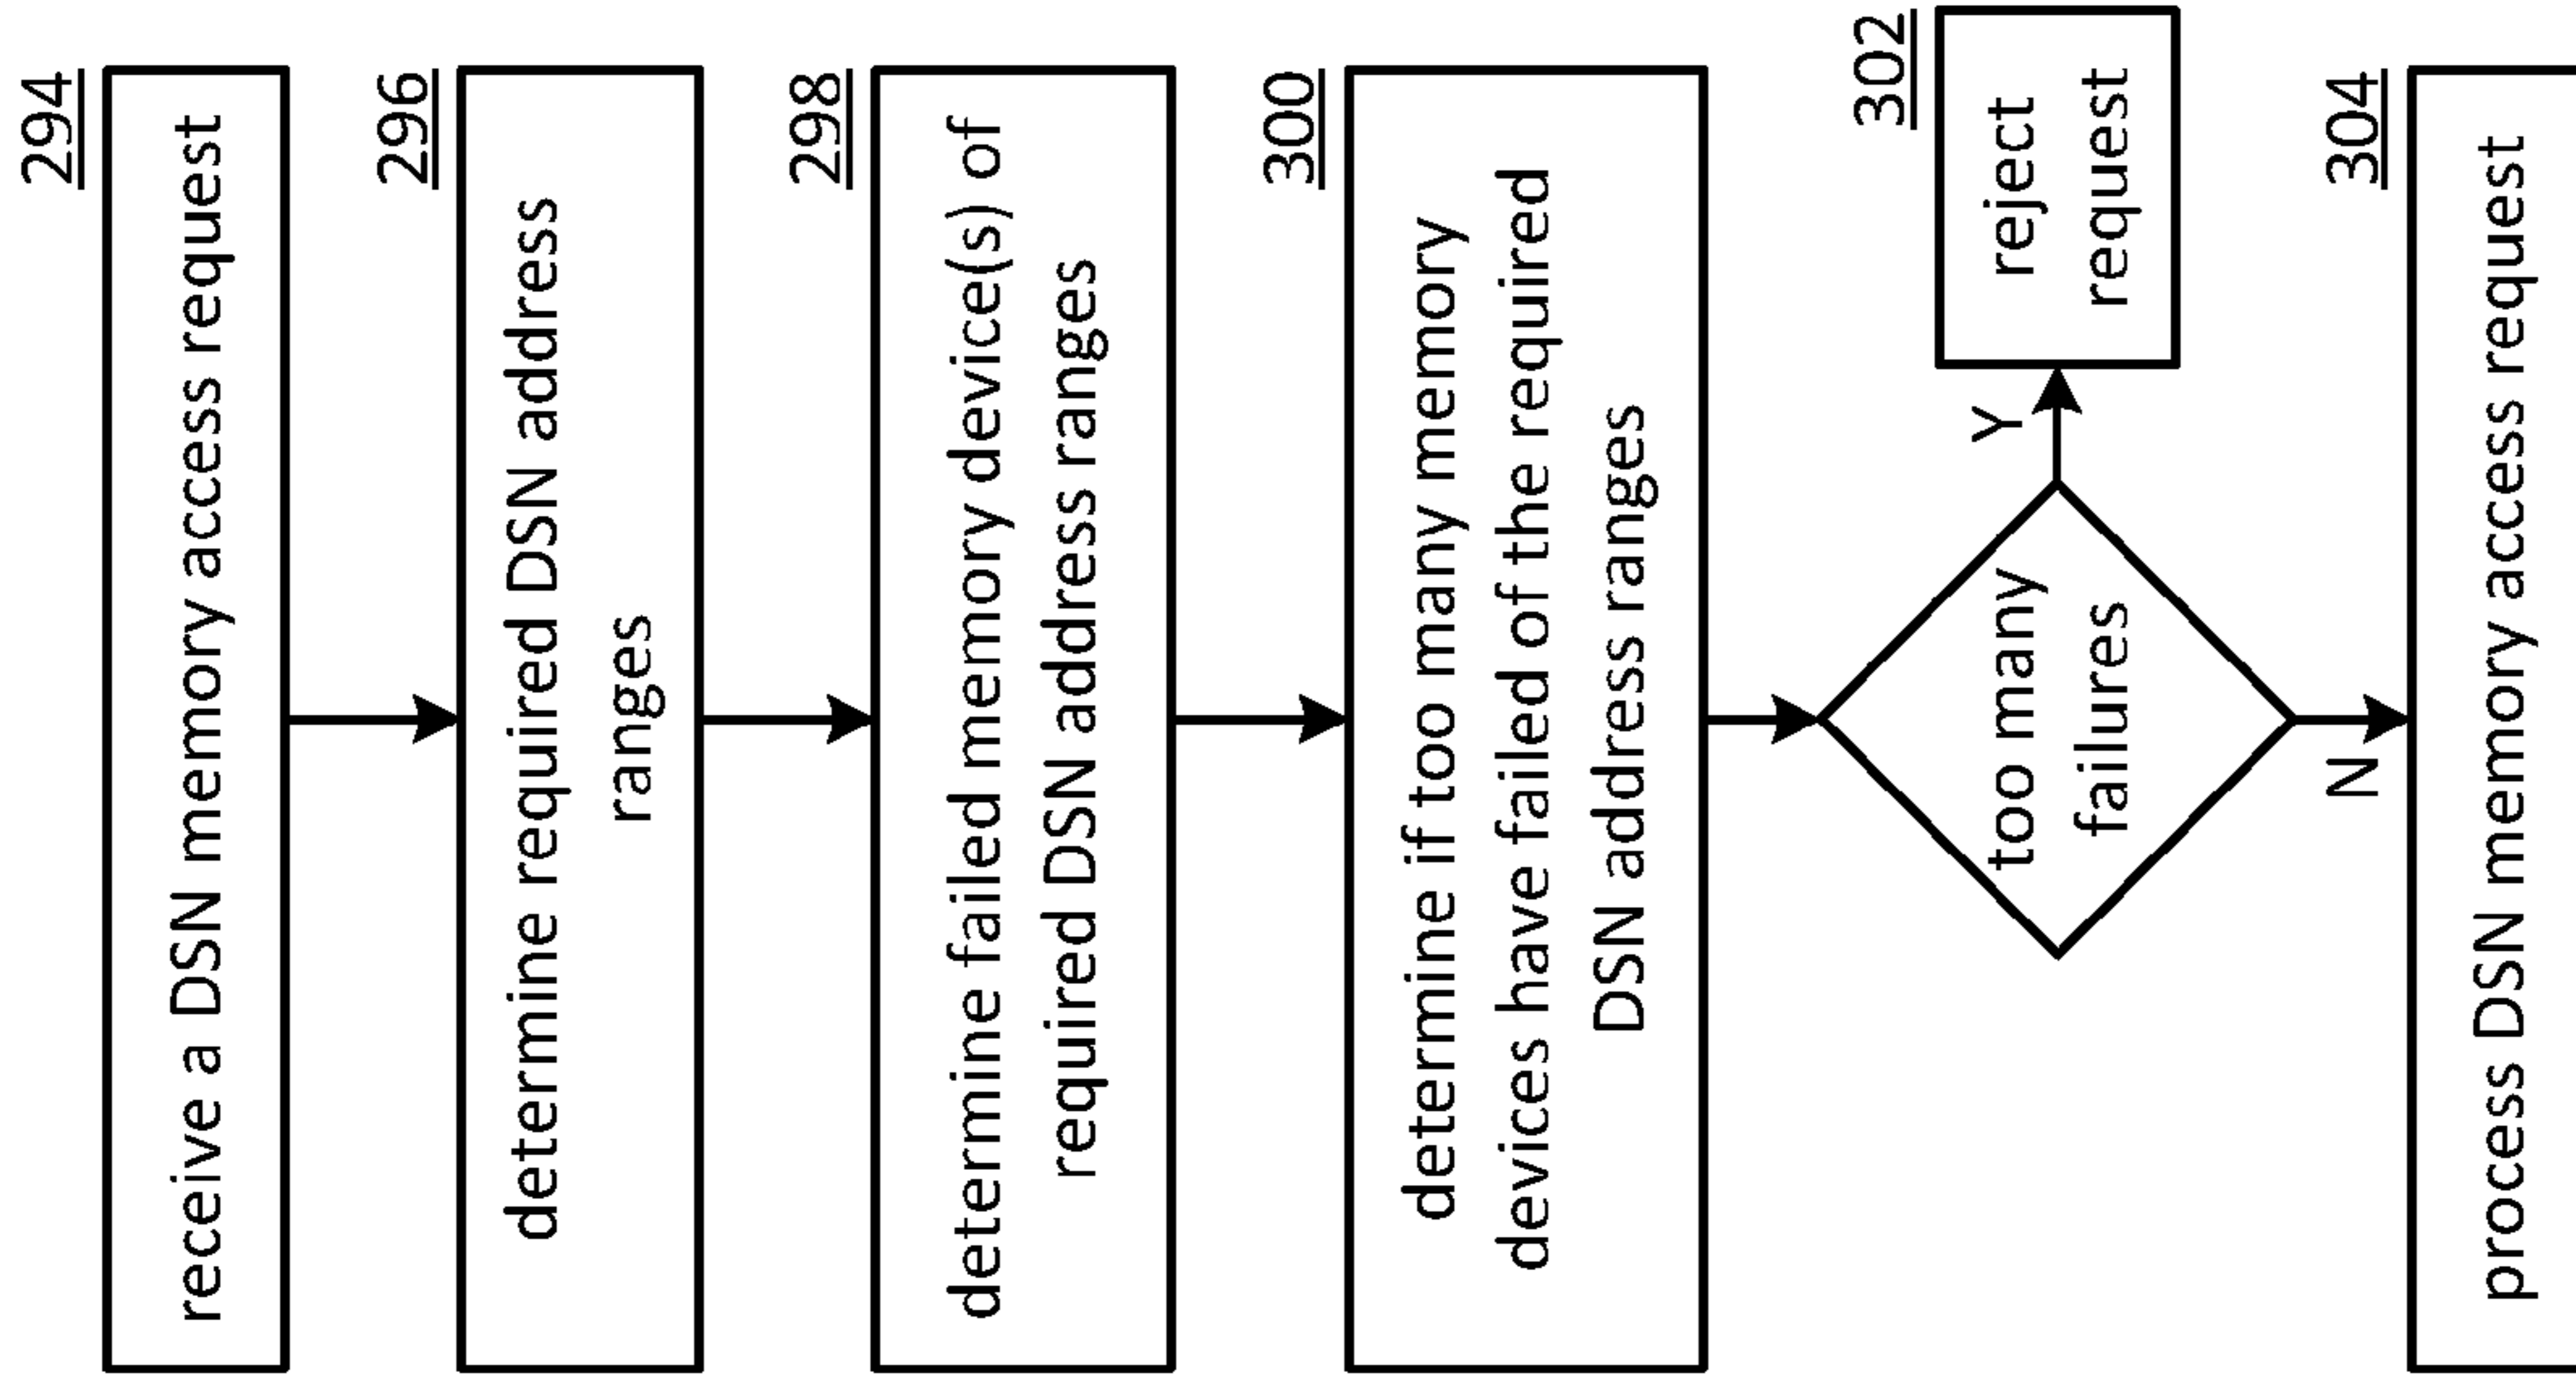 294
receive a DSN memory access request
296
determine required DSN address
ranges
298
determine failed memory device(s) of
required DSN address ranges
300
determine if too many memory
devices have failed of the required
DSN address ranges
too many
failures
Y
302
reject
request
N
304
process DSN memory access request